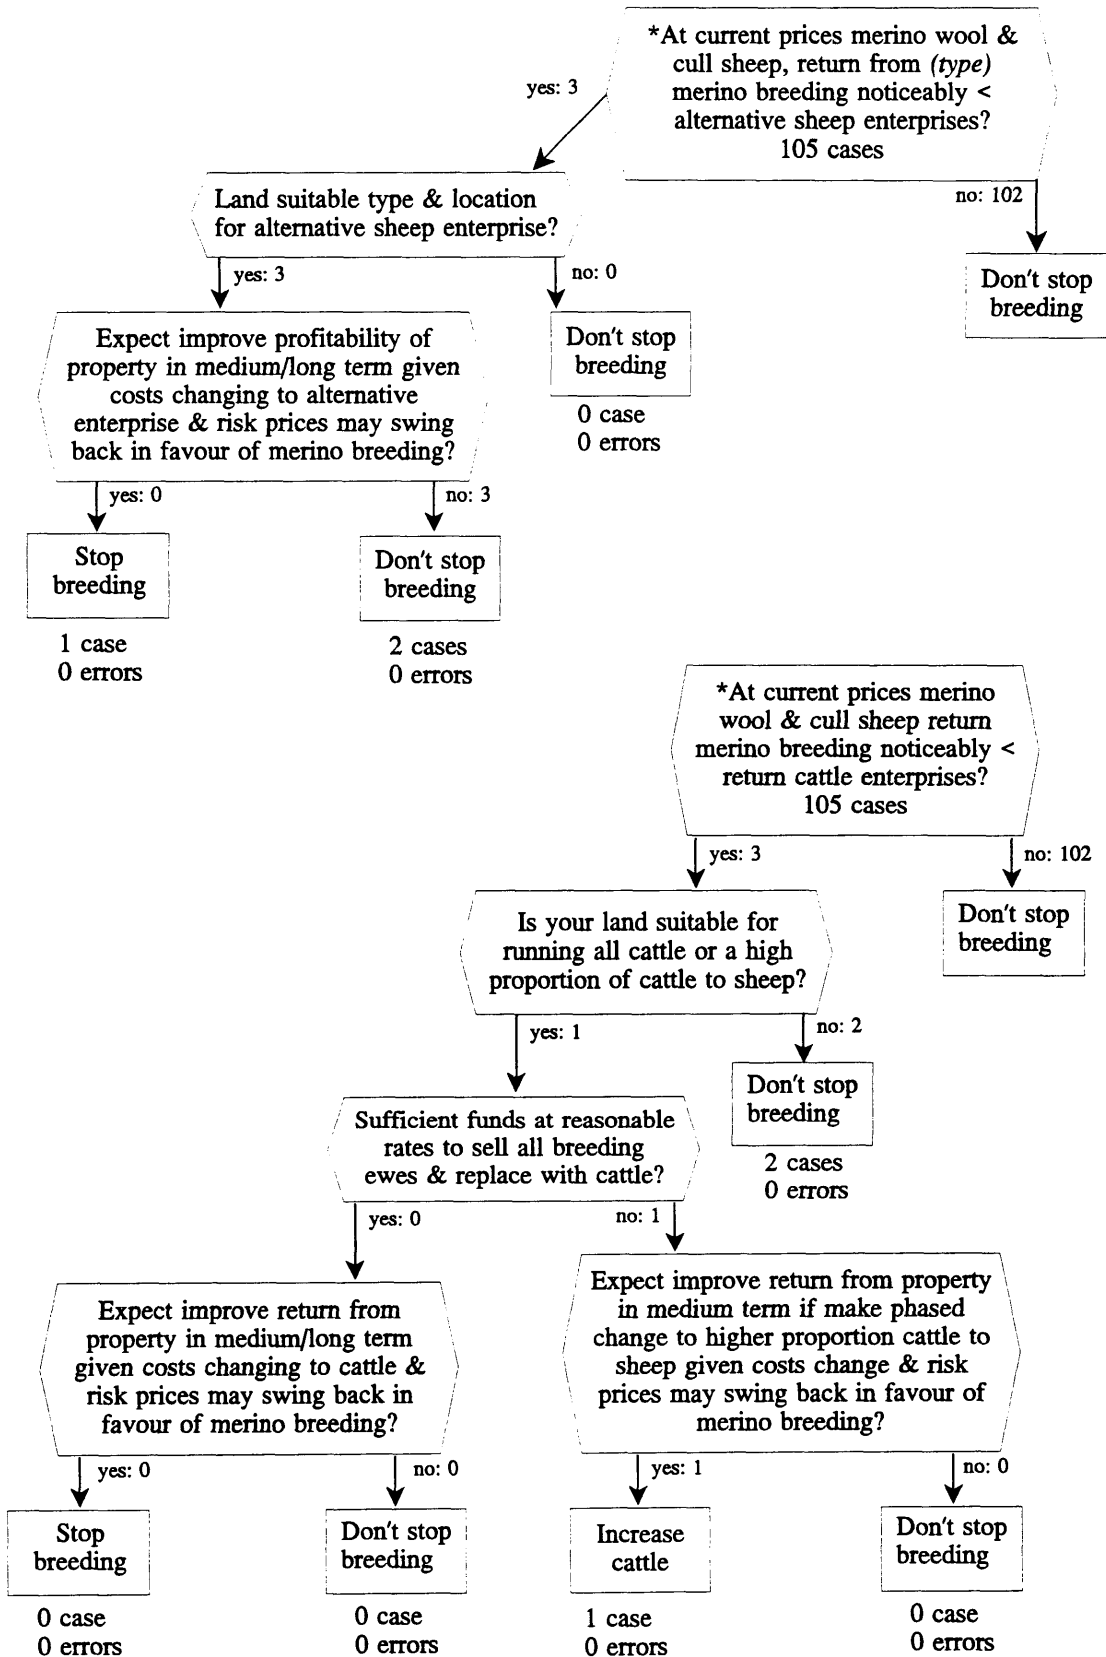 *At current prices merino wool &
cull sheep, return from (type)
merino breeding noticeably <
alternative sheep enterprises?
105 cases
yes: 3
no: 102
Land suitable type & location
for alternative sheep enterprise?
Don't stop
breeding
yes: 3
no: 0
Expect improve profitability of
property in medium/long term given
costs changing to alternative
enterprise & risk prices may swing
back in favour of merino breeding?
Don't stop
breeding
0 case
0 errors
yes: 0
no: 3
Stop
breeding
1 case
0 errors
Don't stop
breeding
2 cases
0 errors
*At current prices merino
wool & cull sheep return
merino breeding noticeably <
return cattle enterprises?
105 cases
yes: 3
no: 102
Is your land suitable for
running all cattle or a high
proportion of cattle to sheep?
Don't stop
breeding
yes: 1
no: 2
Sufficient funds at reasonable
rates to sell all breeding
ewes & replace with cattle?
Don't stop
breeding
2 cases
0 errors
yes: 0
no: 1
Expect improve return from
property in medium/long term
given costs changing to cattle &
risk prices may swing back in
favour of merino breeding?
Expect improve return from property
in medium term if make phased
change to higher proportion cattle to
sheep given costs change & risk
prices may swing back in favour of
merino breeding?
yes: 0
no: 0
yes: 1
no: 0
Stop
breeding
0 case
0 errors
Don't stop
breeding
0 case
0 errors
Increase
cattle
1 case
0 errors
Don't stop
breeding
0 case
0 errors